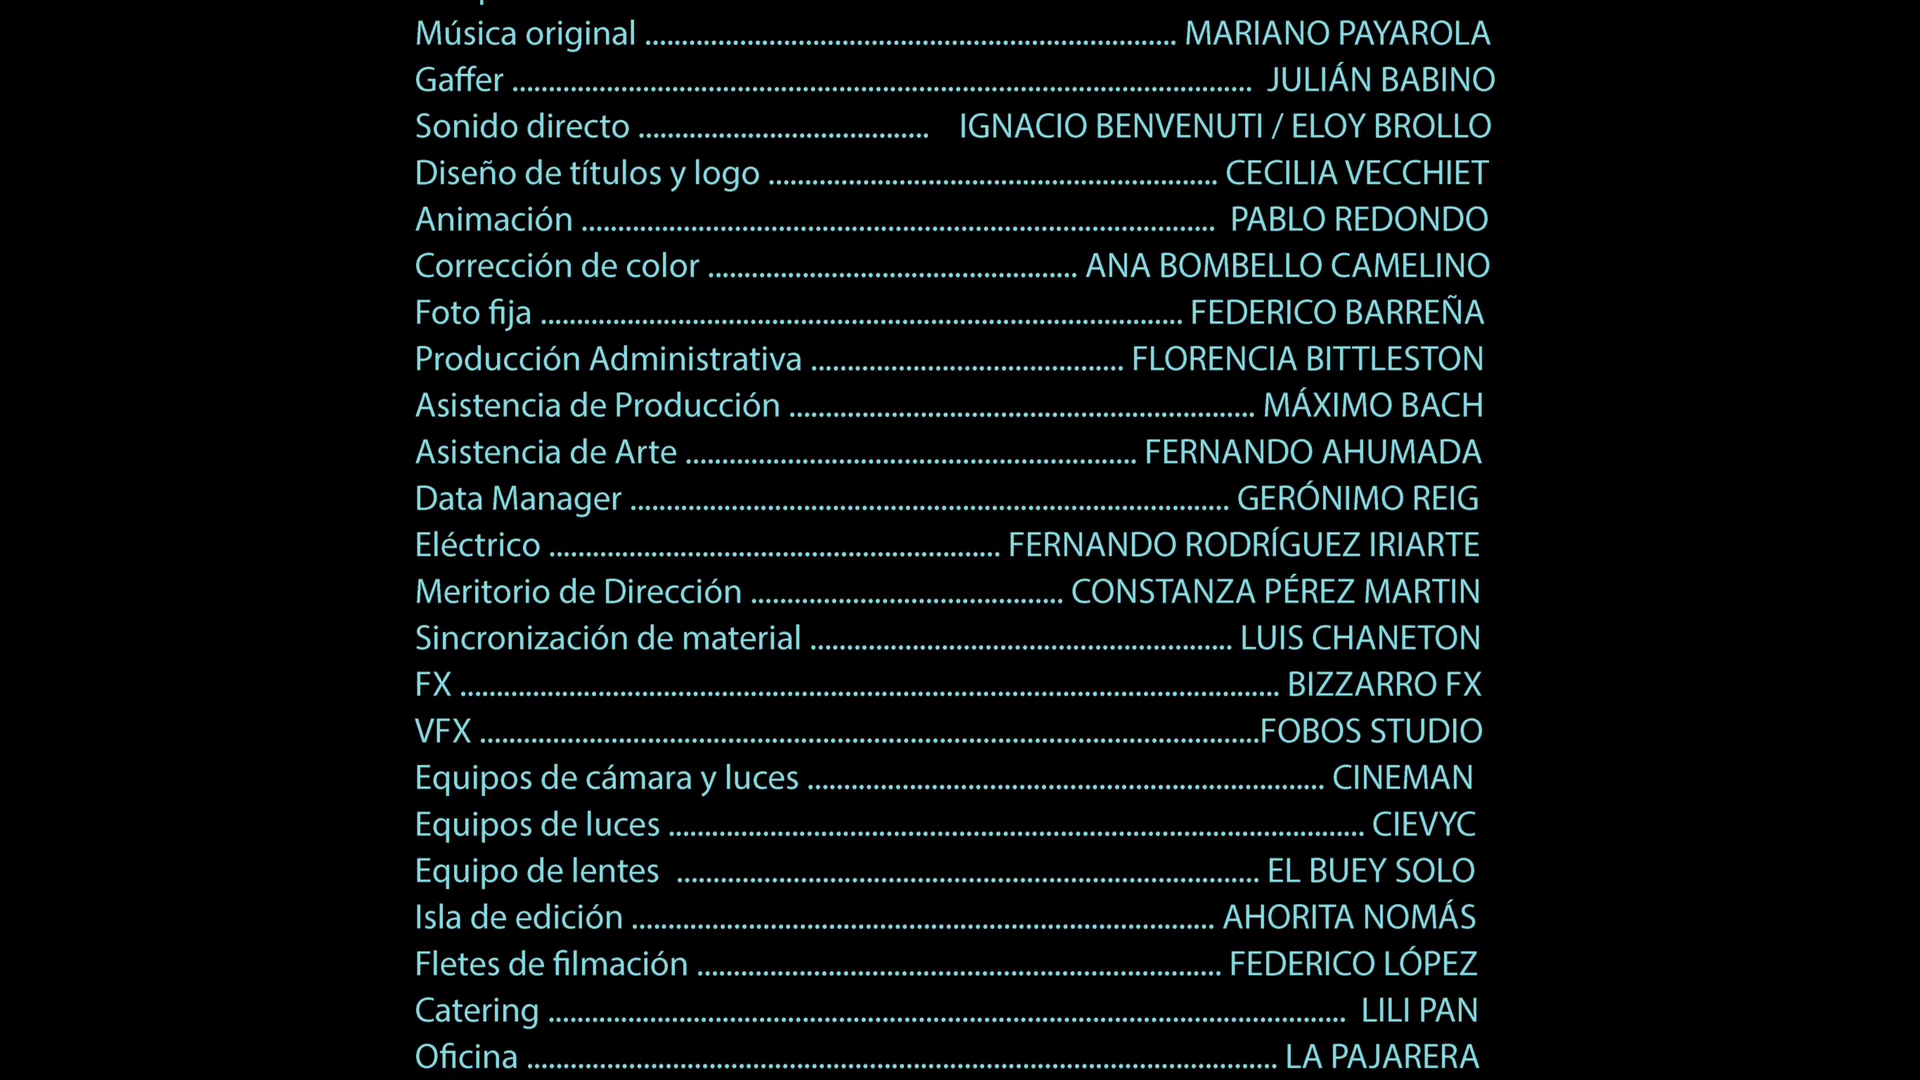 Música original ........................................................................ MARIANO PAYAROLA
Gaffer ..................................................................................................... JULIÁN BABINO
Sonido directo ........................................ IGNACIO BENVENUTI / ELOY BROLLO
Diseño de títulos y logo ............................................................. CECILIA VECCHIET
Animación ...................................................................................... PABLO REDONDO
Corrección de color .................................................. ANA BOMBELLO CAMELINO
Foto fija ........................................................................................ FEDERICO BARREÑA
Producción Administrativa ........................................... FLORENCIA BITTLESTON
Asistencia de Producción ............................................................... MÁXIMO BACH
Asistencia de Arte ............................................................. FERNANDO AHUMADA
Data Manager .................................................................................. GERÓNIMO REIG
Eléctrico ............................................................. FERNANDO RODRÍGUEZ IRIARTE
Meritorio de Dirección ........................................... CONSTANZA PÉREZ MARTIN
Sincronización de material .......................................................... LUIS CHANETON
FX ................................................................................................................ BIZZARRO FX
VFX ...........................................................................................................FOBOS STUDIO
Equipos de cámara y luces ....................................................................... CINEMAN
Equipos de luces ............................................................................................... CIEVYC
Equipo de lentes ................................................................................ EL BUEY SOLO
Isla de edición ................................................................................ AHORITA NOMÁS
Fletes de filmación ........................................................................ FEDERICO LÓPEZ
Catering ............................................................................................................. LILI PAN
Oficina ....................................................................................................... LA PAJARERA